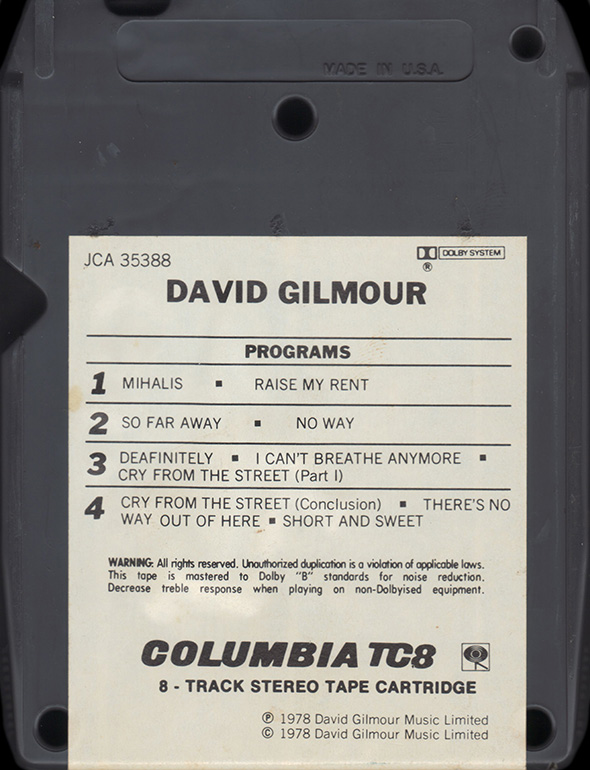 MADE IN U.S.A.
JCA 35388
DOLBY SYSTEM
®
DAVID GILMOUR
PROGRAMS
1 MIHALIS ▪ RAISE MY RENT
2 SO FAR AWAY ▪ NO WAY
3 DEAFINITELY ▪ I CAN'T BREATHE ANYMORE ▪
CRY FROM THE STREET (Part I)
4 CRY FROM THE STREET (Conclusion) ▪ THERE'S NO
WAY OUT OF HERE ▪ SHORT AND SWEET
WARNING: All rights reserved. Unauthorized duplication is a violation of applicable laws.
This tape is mastered to Dolby "B" standards for noise reduction.
Decrease treble response when playing on non-Dolbyised equipment.
COLUMBIA TC8
8 - TRACK STEREO TAPE CARTRIDGE
℗ 1978 David Gilmour Music Limited
© 1978 David Gilmour Music Limited